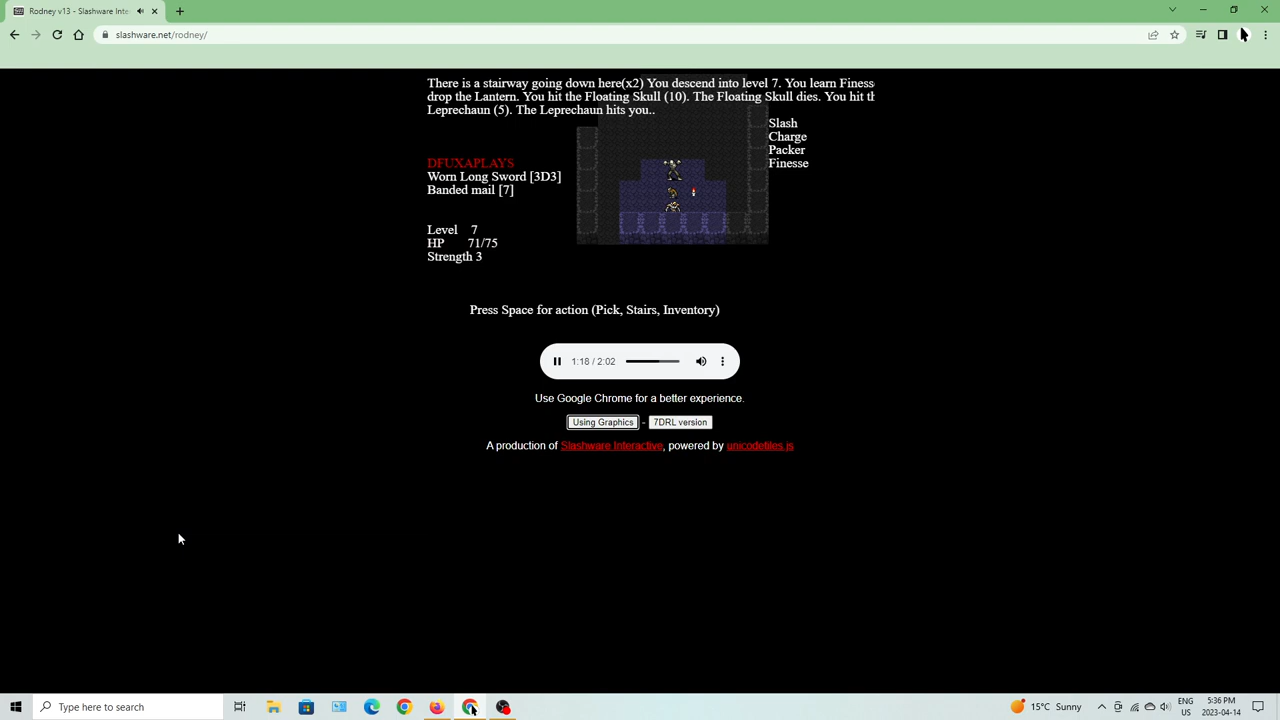 Rodney v13 - Slashware Inte
slashware.net/rodney/
There is a stairway going down here(x2) You descend into level 7. You learn Finess
drop the Lantern. You hit the Floating Skull (10). The Floating Skull dies. You hit th
Leprechaun (5). The Leprechaun hits you..
Slash
Charge
Packer
Finesse
DFUXAPLAYS
Worn Long Sword [3D3]
Banded mail [7]
Level 7
HP 71/75
Strength 3
Press Space for action (Pick, Stairs, Inventory)
1:18 / 2:02
Use Google Chrome for a better experience.
Using Graphics - 7DRL version
A production of Slashware Interactive, powered by unicodetiles.js
Type here to search
15°C Sunny
ENG
US
5:36 PM
2023-04-14